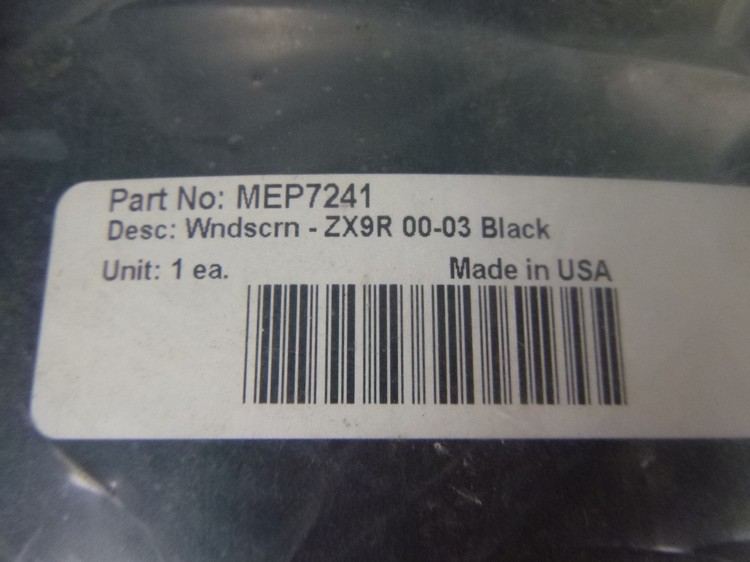 Part No: MEP7241
Desc: Wndscrn - ZX9R 00-03 Black
Unit: 1 ea. Made in USA